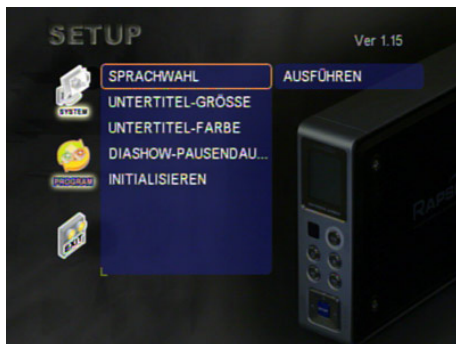 SETUP
Ver 1.15
SPRACHWAHL
AUSFÜHREN
UNTERTITEL-GRÖSSE
UNTERTITEL-FARBE
DIASHOW-PAUSENDAU...
INITIALISIEREN
SYSTEM
PROGRAM
EXIT